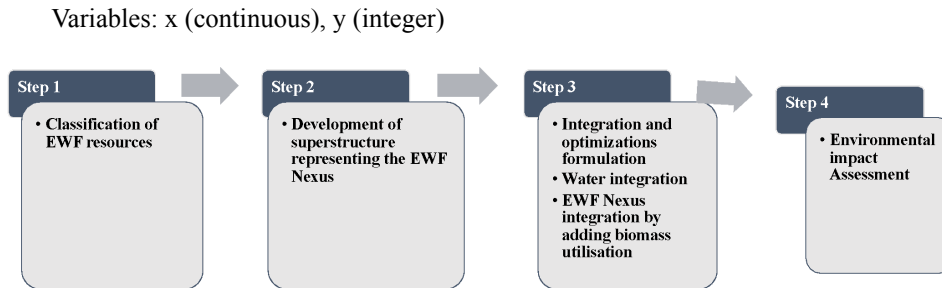 Variables: x (continuous), y (integer)
Step 1
• Classification of
EWF resources
Step 2
• Development of
superstructure
representing the EWF
Nexus
Step 3
• Integration and
optimizations
formulation
• Water integration
• EWF Nexus
integration by
adding biomass
utilisation
Step 4
• Environmental
impact
Assessment